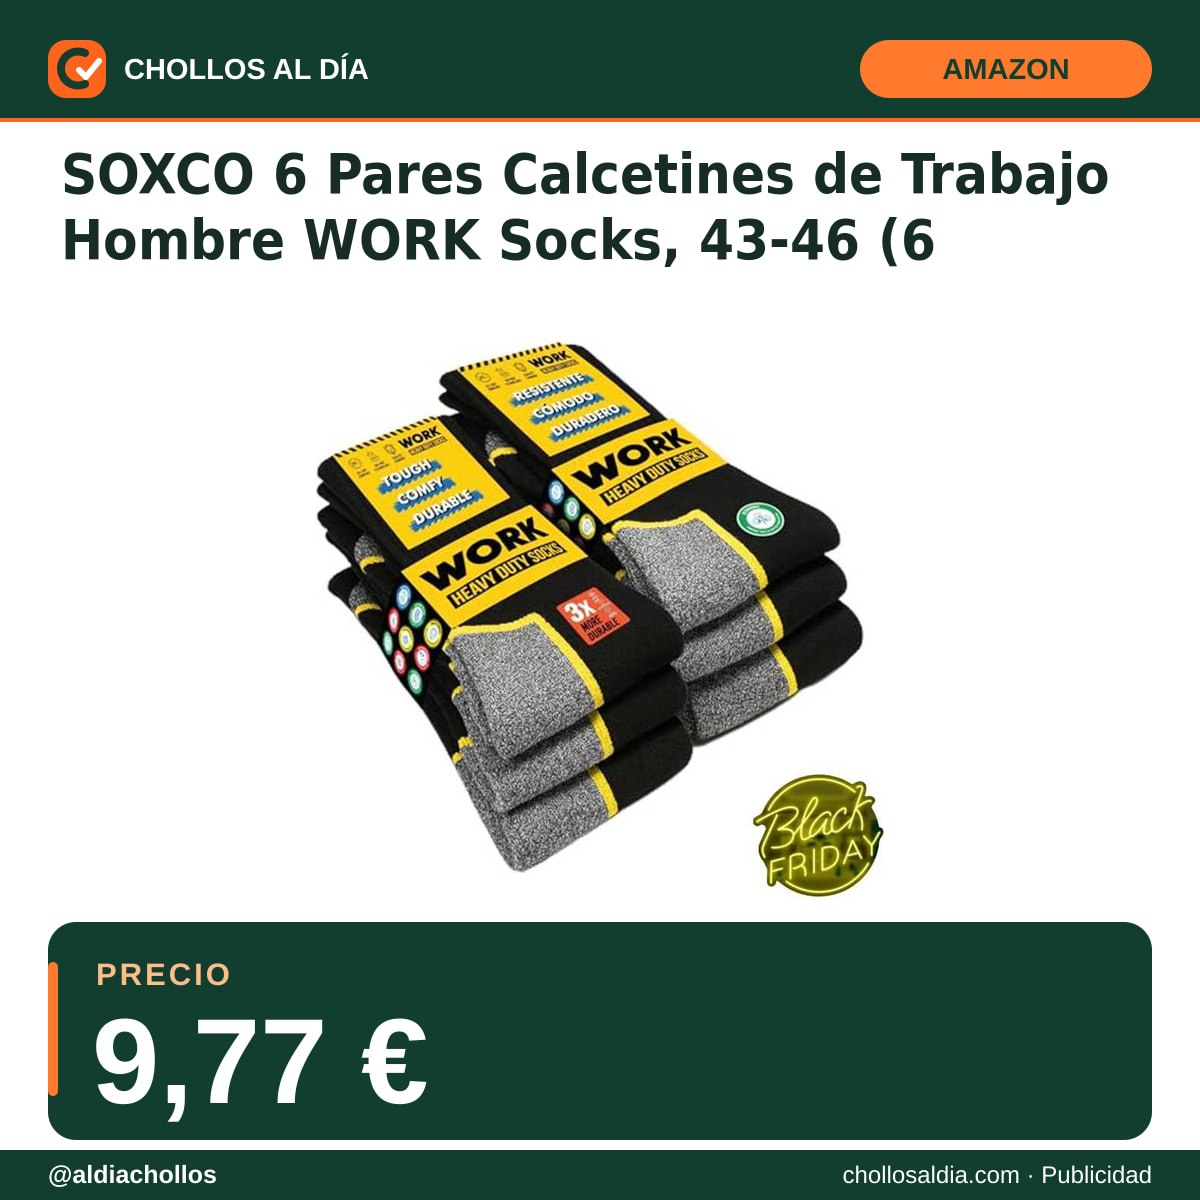 CHOLLOS AL DÍA
AMAZON
SOXCO 6 Pares Calcetines de Trabajo
Hombre WORK Socks, 43-46 (6
WORK
RESISTENTE
CÓMODO
DURADERO
WORK
HEAVY DUTY SOCKS
WORK
TOUGH
COMFY
DURABLE
WORK
HEAVY DUTY SOCKS
3x
MORE
DURABLE
Black
FRIDAY
PRECIO
9,77 €
@aldiachollos
chollosaldia.com · Publicidad